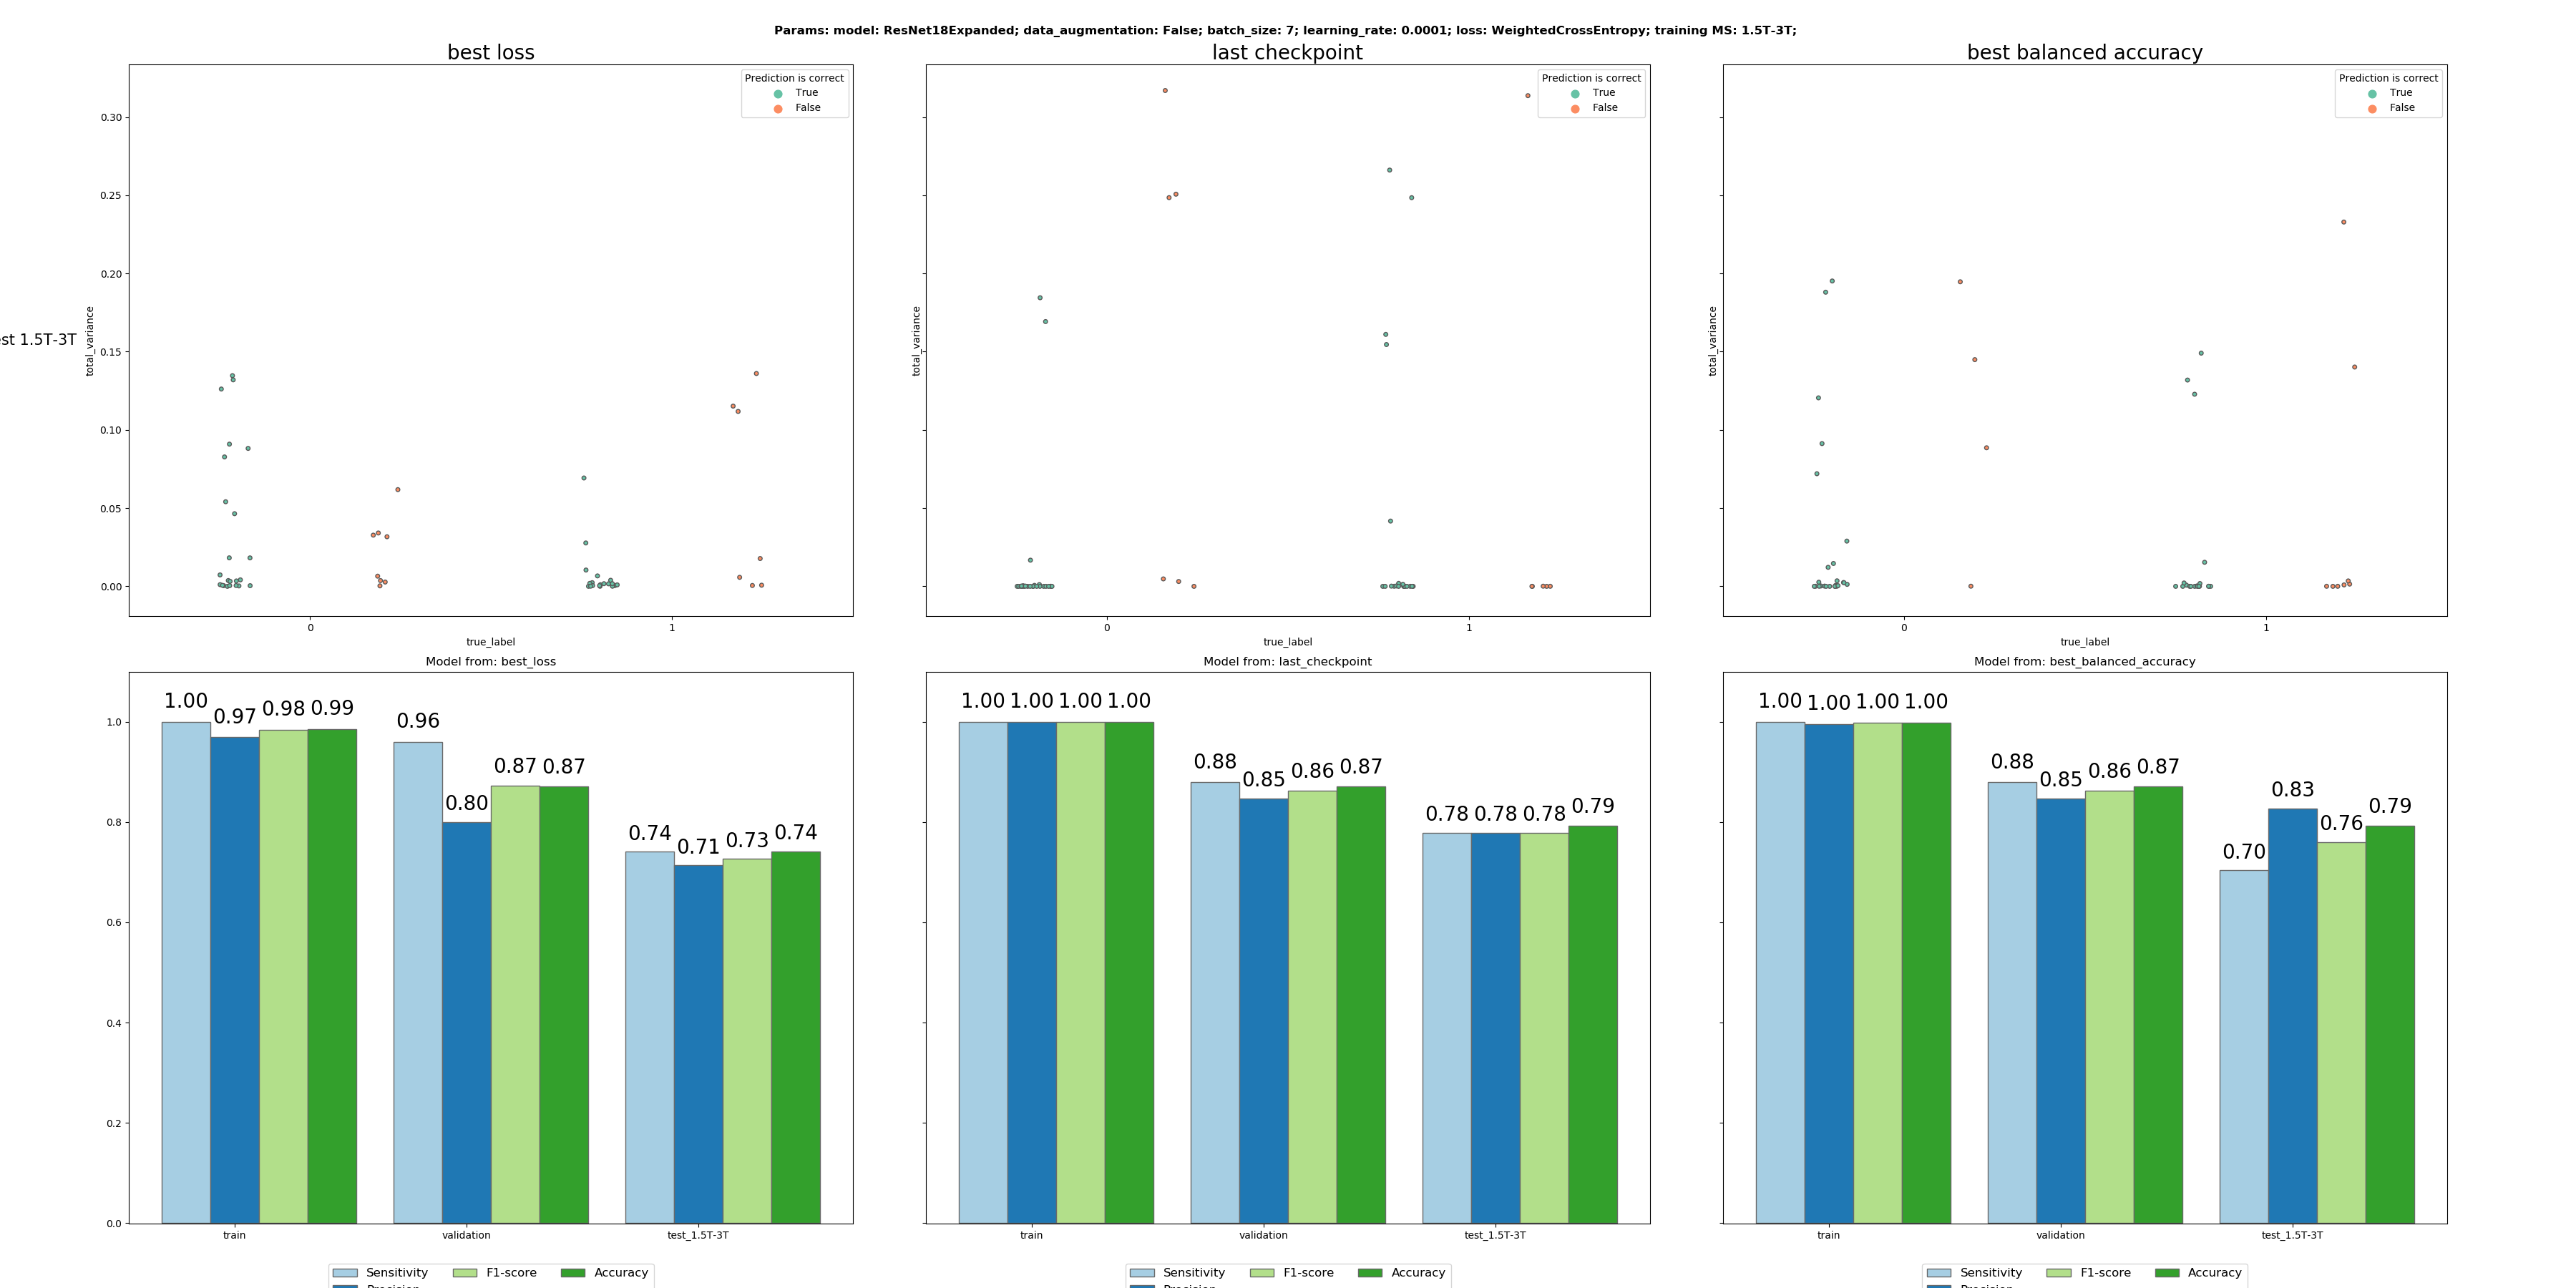 Params: model: ResNet18Expanded; data_augmentation: False; batch_size: 7; learning_rate: 0.0001; loss: WeightedCrossEntropy; training MS: 1.5T-3T;
best loss
last checkpoint
best balanced accuracy
Prediction is correct
True
False
Prediction is correct
True
False
Prediction is correct
True
False
0.30
0.25
0.20
0.15
0.10
0.05
0.00
est 1.5T-3T
total_variance
total_variance
total_variance
0 1
0 1
0 1
true_label
true_label
true_label
Model from: best_loss
Model from: last_checkpoint
Model from: best_balanced_accuracy
1.0
0.8
0.6
0.4
0.2
0.0
1.00 0.97 0.98 0.99
0.96 0.80 0.87 0.87
0.74 0.71 0.73 0.74
1.00 1.00 1.00 1.00
0.88 0.85 0.86 0.87
0.78 0.78 0.78 0.79
1.00 1.00 1.00 1.00
0.88 0.85 0.86 0.87
0.70 0.83 0.76 0.79
train validation test_1.5T-3T
train validation test_1.5T-3T
train validation test_1.5T-3T
Sensitivity F1-score Accuracy
Precision
Sensitivity F1-score Accuracy
Precision
Sensitivity F1-score Accuracy
Precision